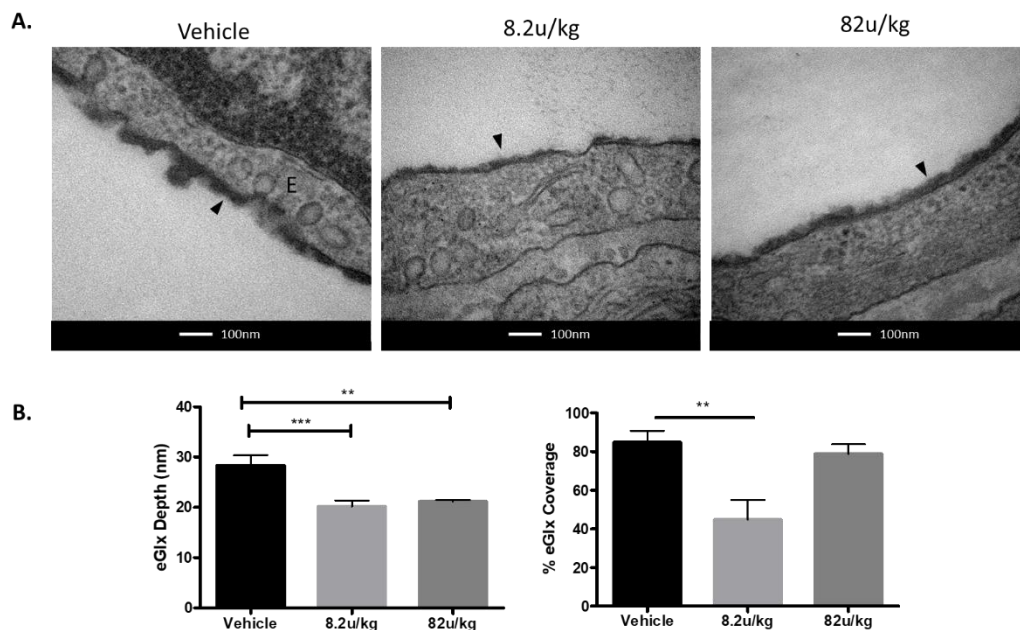 A.
Vehicle
8.2u/kg
82u/kg
E
100nm
100nm
100nm
B.
eGlx Depth (nm)
40
30
20
10
0
**
***
Vehicle
8.2u/kg
82u/kg
% eGlx Coverage
100
80
60
40
20
0
**
Vehicle
8.2u/kg
82u/kg